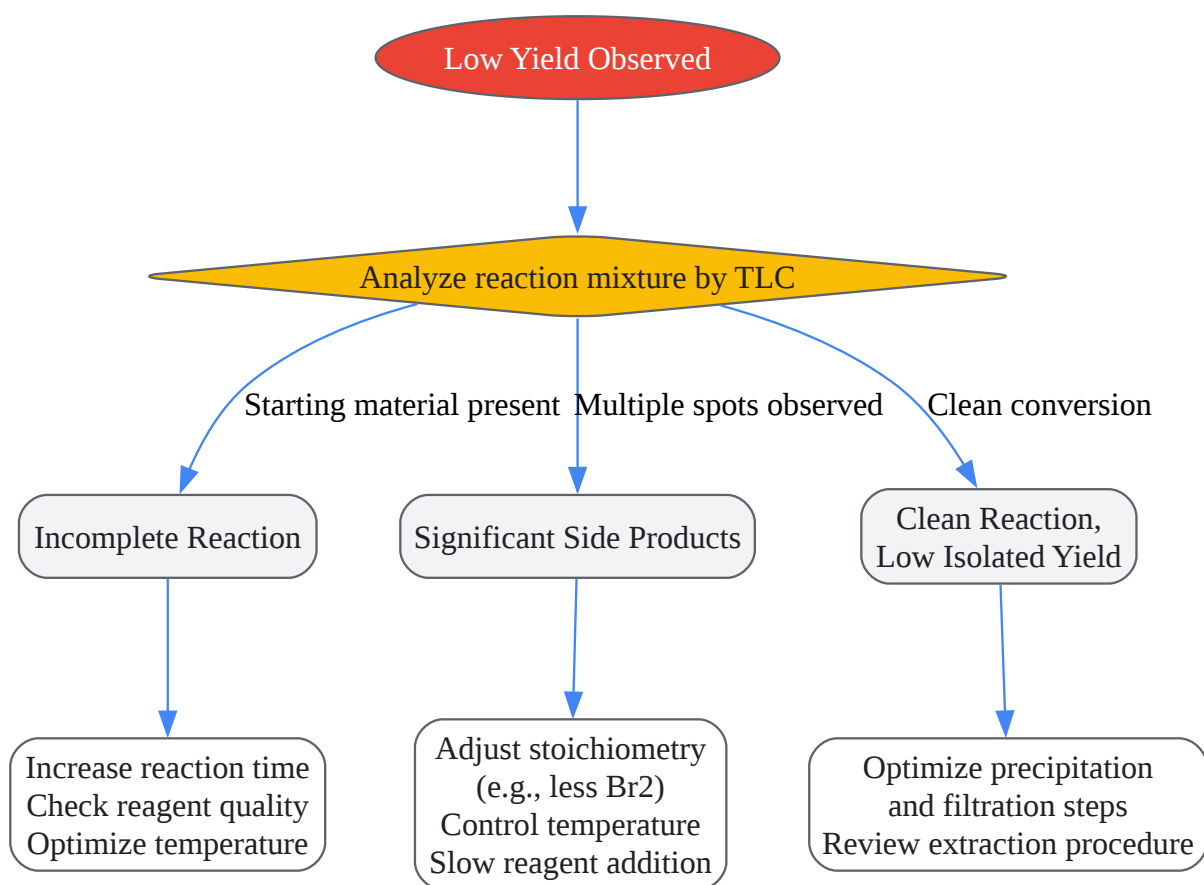 Low Yield Observed
Analyze reaction mixture by TLC
Starting material present
Multiple spots observed
Clean conversion
Incomplete Reaction
Significant Side Products
Clean Reaction,
Low Isolated Yield
Increase reaction time
Check reagent quality
Optimize temperature
Adjust stoichiometry
(e.g., less Br2)
Control temperature
Slow reagent addition
Optimize precipitation
and filtration steps
Review extraction procedure